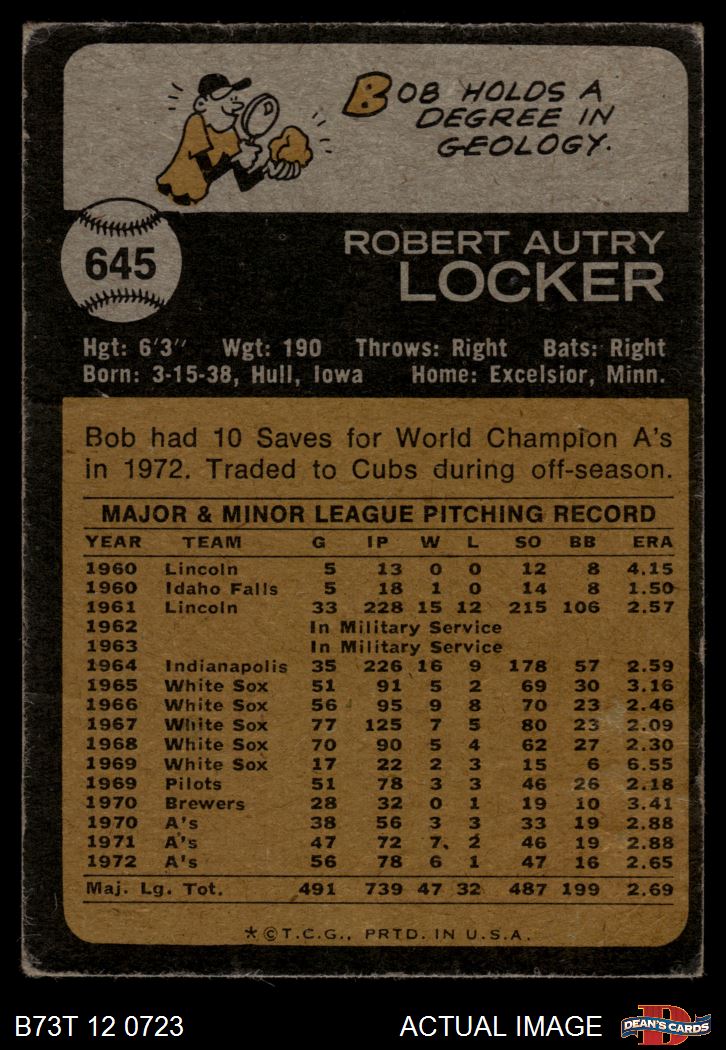 BOB HOLDS A
DEGREE IN
GEOLOGY.
645
ROBERT AUTRY
LOCKER
Hgt: 6'3" Wgt: 190 Throws: Right Bats: Right
Born: 3-15-38, Hull, Iowa Home: Excelsior, Minn.
Bob had 10 Saves for World Champion A's
in 1972. Traded to Cubs during off-season.
MAJOR & MINOR LEAGUE PITCHING RECORD
YEAR TEAM G IP W L SO BB ERA
1960 Lincoln 5 13 0 0 12 8 4.15
1960 Idaho Falls 5 18 1 0 14 8 1.50
1961 Lincoln 33 228 15 12 215 106 2.57
1962 In Military Service
1963 In Military Service
1964 Indianapolis 35 226 16 9 178 57 2.59
1965 White Sox 51 91 5 2 69 30 3.16
1966 White Sox 56 95 9 8 70 23 2.46
1967 White Sox 77 125 7 5 80 23 2.09
1968 White Sox 70 90 5 4 62 27 2.30
1969 White Sox 17 22 2 3 15 6 6.55
1969 Pilots 51 78 3 3 46 26 2.18
1970 Brewers 28 32 0 1 19 10 3.41
1970 A's 38 56 3 3 33 19 2.88
1971 A's 47 72 7 2 46 19 2.88
1972 A's 56 78 6 1 47 16 2.65
Maj. Lg. Tot. 491 739 47 32 487 199 2.69
*©T.C.G., PRTD. IN U.S.A.
B73T 12 0723 ACTUAL IMAGE DEAN'S CARDS